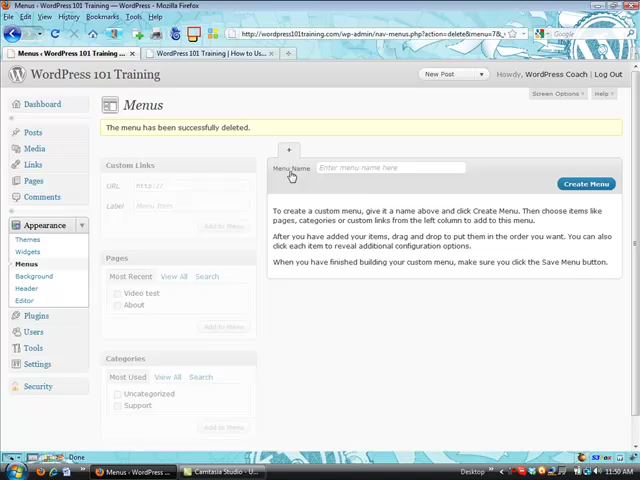 Menus ‹ WordPress 101 Training — WordPress - Mozilla Firefox
Edit View History Bookmarks Tools Help
http://wordpress101training.com/wp-admin/nav-menus.php?action=delete&menu=7&
Google
Menus ‹ WordPress 101 Training ...
WordPress 101 Training | How to Us...
WordPress 101 Training
New Post
Howdy, WordPress Coach | Log Out
Screen Options
Help
Dashboard
Posts
Media
Links
Pages
Comments
Appearance
Themes
Widgets
Menus
Background
Header
Editor
Plugins
Users
Tools
Settings
Security
Menus
The menu has been successfully deleted.
Custom Links
URL http://
Label Menu Item
Add to Menu
Pages
Most Recent View All Search
Video test
About
Add to Menu
Categories
Most Used View All Search
Uncategorized
Support
Add to Menu
+
Menu Name Enter menu name here
Create Menu
To create a custom menu, give it a name above and click Create Menu. Then choose items like
pages, categories or custom links from the left column to add to this menu.
After you have added your items, drag and drop to put them in the order you want. You can also
click each item to reveal additional configuration options.
When you have finished building your custom menu, make sure you click the Save Menu button.
Done
S3Fox
Menus ‹ WordPress ...
Camtasia Studio - U...
Desktop
11:50 AM